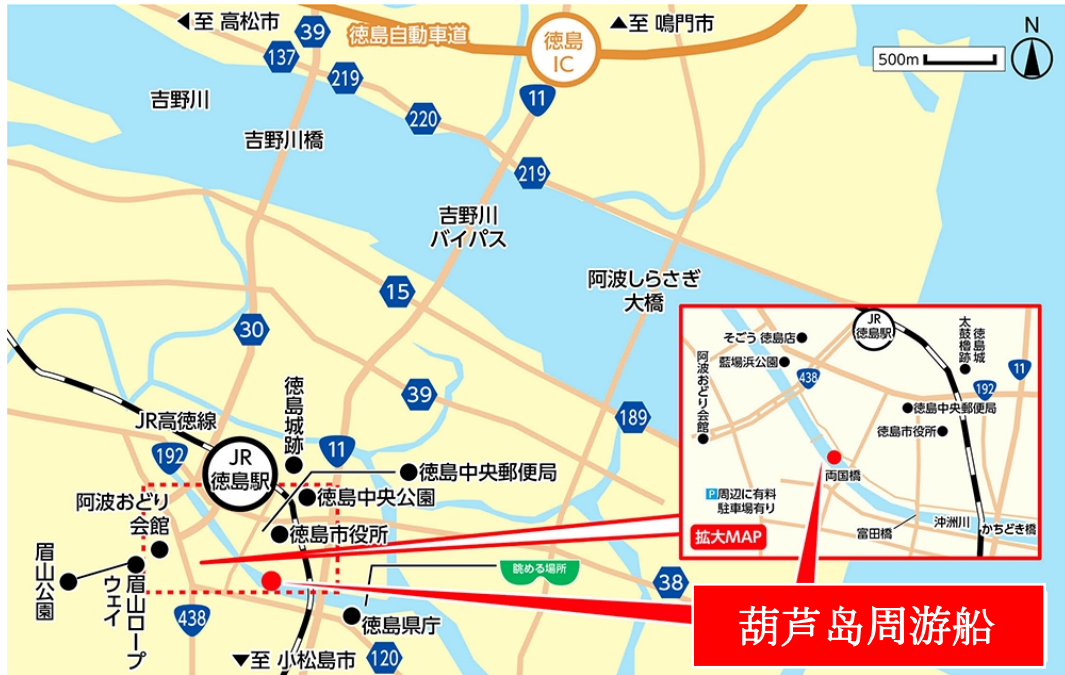 ◀至 高松市
39
徳島自動車道
徳島
IC
▲至 鳴門市
N
500m
137
219
11
吉野川
220
吉野川橋
219
吉野川
バイパス
阿波しらさぎ
大橋
15
30
39
189
JR高徳線
徳島城跡
192
11
JR
徳島駅
徳島中央郵便局
徳島中央公園
阿波おどり
会館
徳島市役所
眉山公園
眉山ロープ
ウェイ
眺める場所
38
438
徳島県庁
▼至 小松島市
120
JR
徳島駅
そごう 徳島店
藍場浜公園
阿波おどり会館
438
徳島城
太鼓櫓跡
11
192
徳島中央郵便局
徳島市役所
両国橋
P周辺に有料
駐車場有り
富田橋
沖洲川
かちどき橋
拡大MAP
葫芦岛周游船